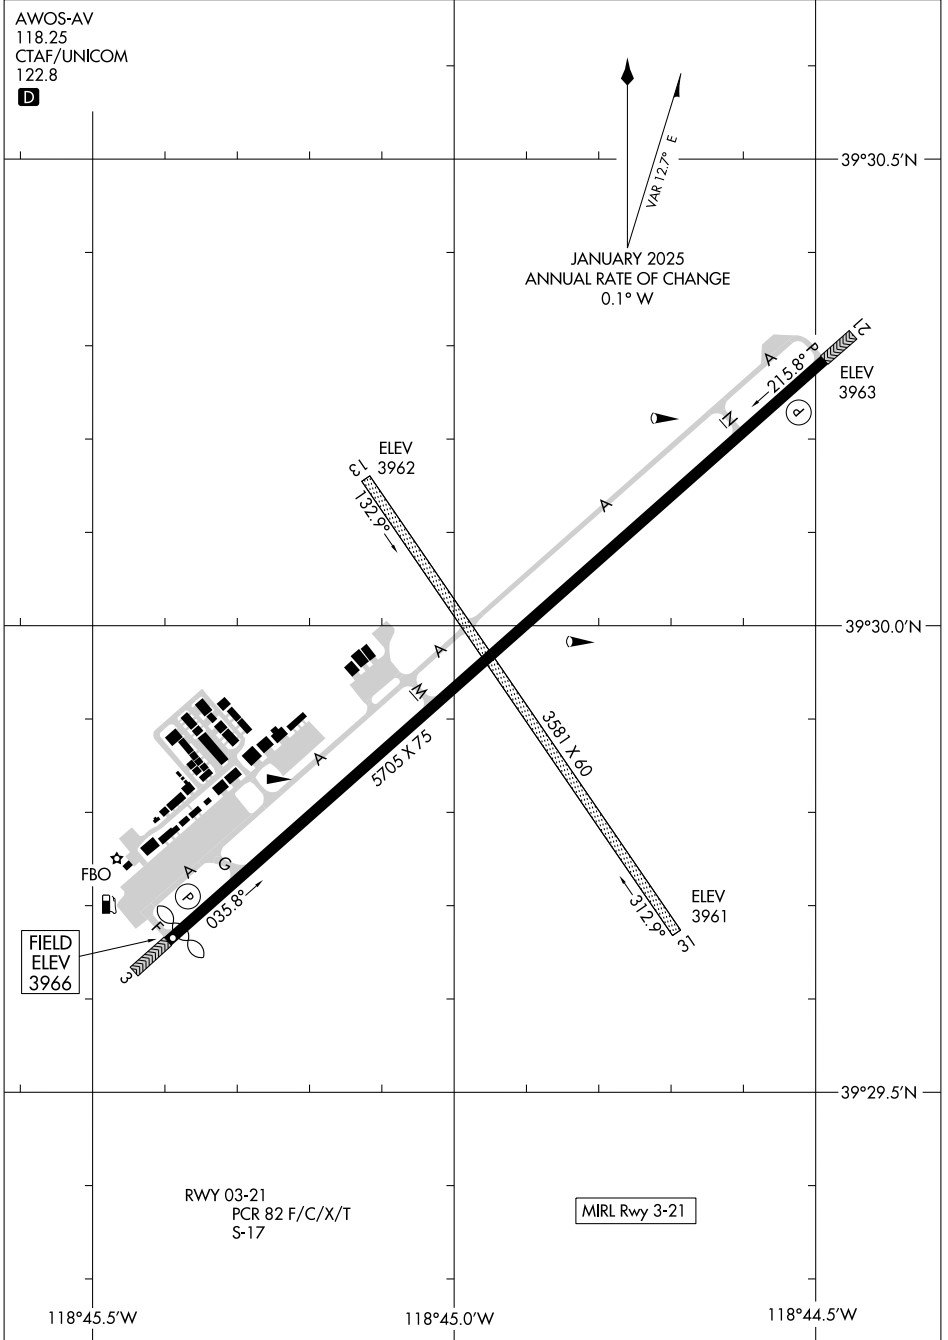 AWOS-AV
118.25
CTAF/UNICOM
122.8
D
VAR 12.7° E
39°30.5'N
JANUARY 2025
ANNUAL RATE OF CHANGE
0.1° W
21
A
P
215.8°
ELEV
3963
P
N
ELEV
3962
13
132.9°
A
39°30.0'N
A
M
3581 X 60
5705 X 75
A
FBO
A
G
P
035.8°
F
3
FIELD
ELEV
3966
312.9°
ELEV
3961
31
39°29.5'N
RWY 03-21
PCR 82 F/C/X/T
S-17
MIRL Rwy 3-21
118°45.5'W
118°45.0'W
118°44.5'W